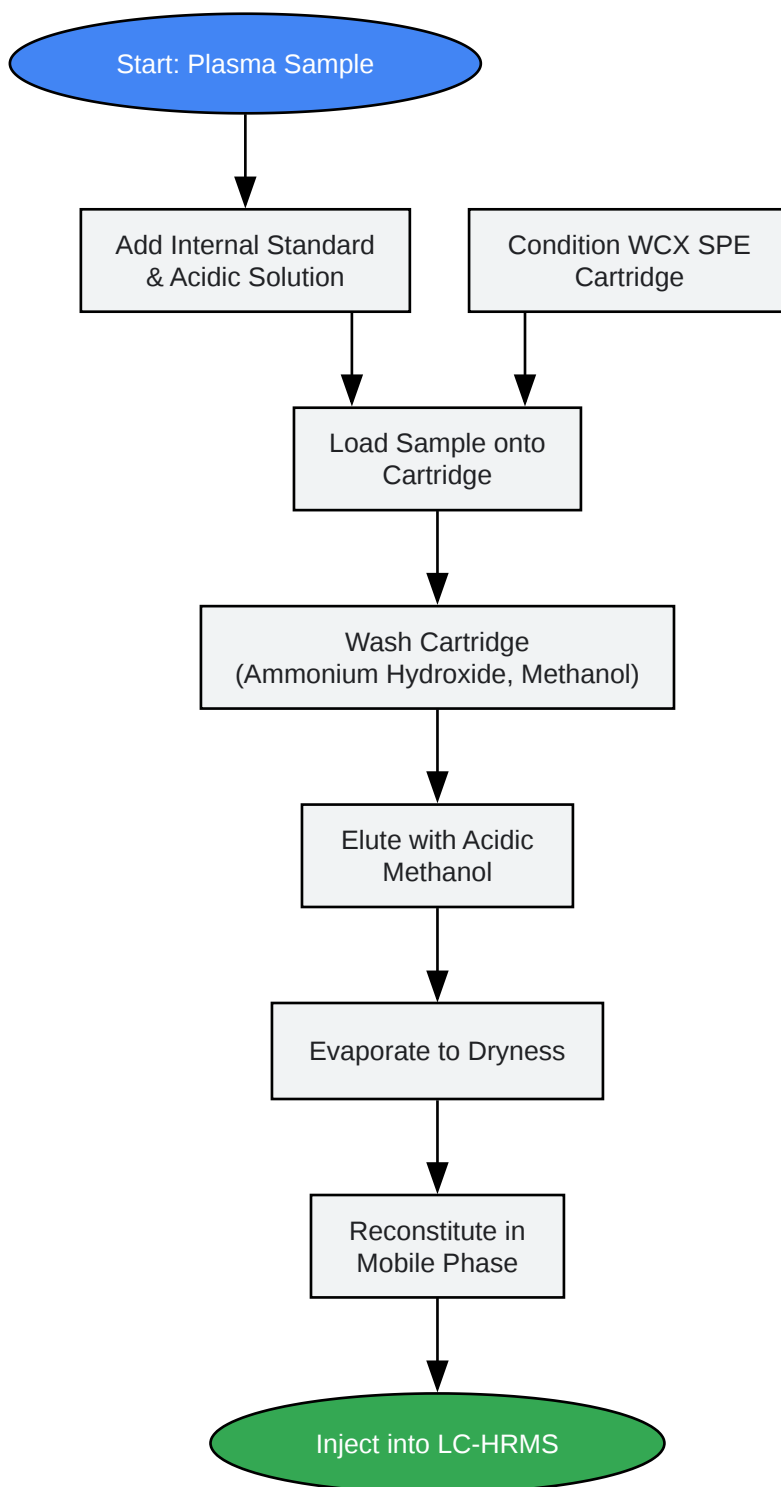 Start: Plasma Sample
Add Internal Standard
& Acidic Solution
Condition WCX SPE
Cartridge
Load Sample onto
Cartridge
Wash Cartridge
(Ammonium Hydroxide, Methanol)
Elute with Acidic
Methanol
Evaporate to Dryness
Reconstitute in
Mobile Phase
Inject into LC-HRMS